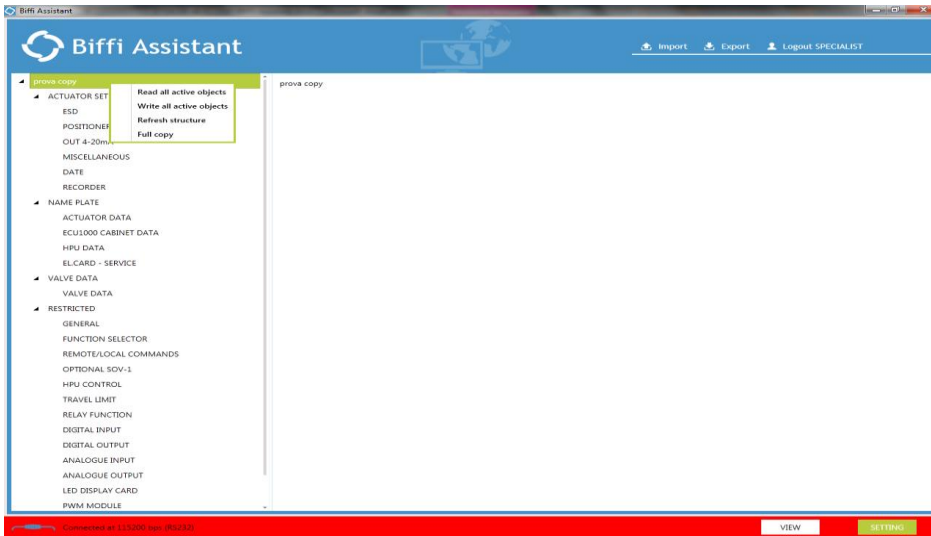 Biffi Assistant
Biffi Assistant
Import Export Logout SPECIALIST
prova copy
prova copy
ACTUATOR SET
Read all active objects
Write all active objects
Refresh structure
Full copy
ESD
POSITIONER
OUT 4-20m
MISCELLANEOUS
DATE
RECORDER
NAME PLATE
ACTUATOR DATA
ECU1000 CABINET DATA
HPU DATA
EL.CARD - SERVICE
VALVE DATA
VALVE DATA
RESTRICTED
GENERAL
FUNCTION SELECTOR
REMOTE/LOCAL COMMANDS
OPTIONAL SOV-1
HPU CONTROL
TRAVEL LIMIT
RELAY FUNCTION
DIGITAL INPUT
DIGITAL OUTPUT
ANALOGUE INPUT
ANALOGUE OUTPUT
LED DISPLAY CARD
PWM MODULE
Connected at 115200 bps (RS232)
VIEW SETTING